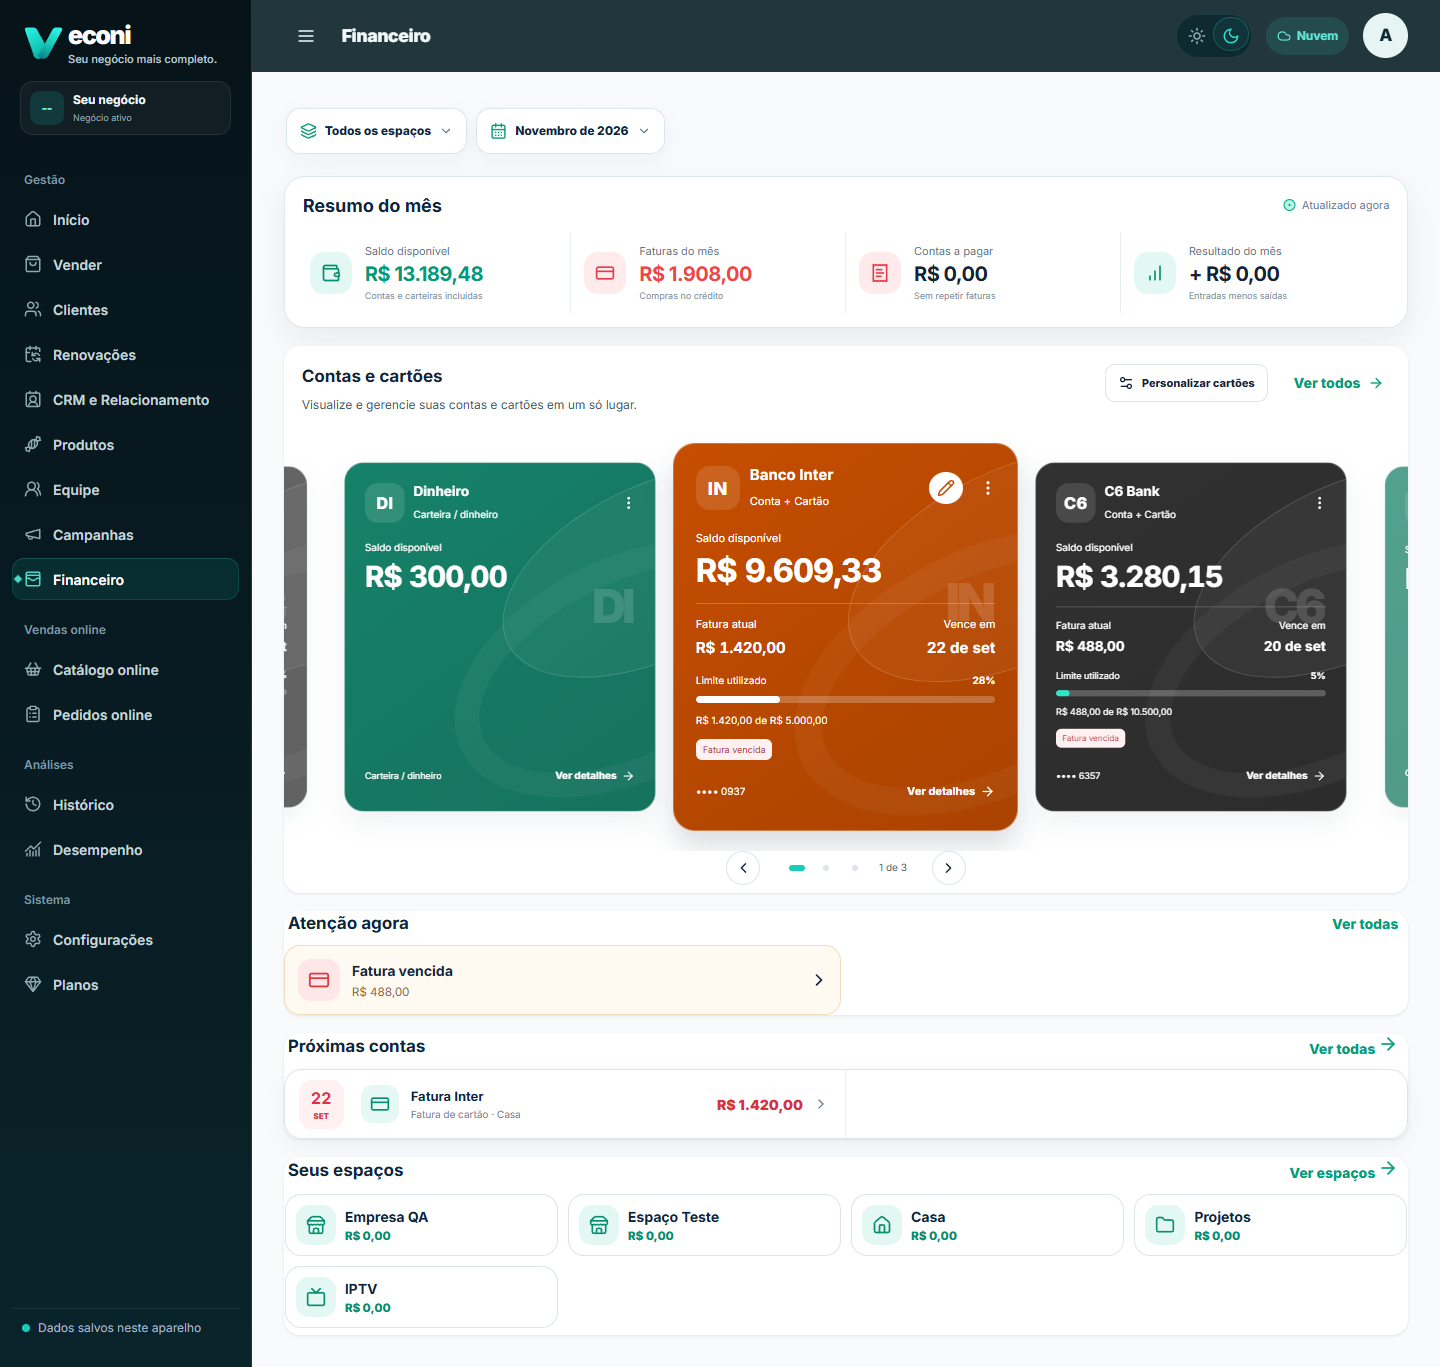 Veconi
Seu negócio mais completo.
--
Seu negócio
Negócio ativo
Gestão
Início
Vender
Clientes
Renovações
CRM e Relacionamento
Produtos
Equipe
Campanhas
Financeiro
Vendas online
Catálogo online
Pedidos online
Análises
Histórico
Desempenho
Sistema
Configurações
Planos
Dados salvos neste aparelho
Financeiro
Nuvem
A
Todos os espaços
Novembro de 2026
Resumo do mês
Atualizado agora
Saldo disponível
R$ 13.189,48
Contas e carteiras incluídas
Faturas do mês
R$ 1.908,00
Compras no crédito
Contas a pagar
R$ 0,00
Sem repetir faturas
Resultado do mês
+ R$ 0,00
Entradas menos saídas
Contas e cartões
Visualize e gerencie suas contas e cartões em um só lugar.
Personalizar cartões
Ver todos
DI
Dinheiro
Carteira / dinheiro
Saldo disponível
R$ 300,00
DI
Carteira / dinheiro
Ver detalhes
IN
Banco Inter
Conta + Cartão
Saldo disponível
R$ 9.609,33
IN
Fatura atual
Vence em
R$ 1.420,00
22 de set
Limite utilizado
28%
R$ 1.420,00 de R$ 5.000,00
Fatura vencida
•••• 0937
Ver detalhes
C6
C6 Bank
Conta + Cartão
Saldo disponível
R$ 3.280,15
C6
Fatura atual
Vence em
R$ 488,00
20 de set
Limite utilizado
5%
R$ 488,00 de R$ 10.500,00
Fatura vencida
•••• 6357
Ver detalhes
1 de 3
Atenção agora
Ver todas
Fatura vencida
R$ 488,00
Próximas contas
Ver todas
22
SET
Fatura Inter
Fatura de cartão · Casa
R$ 1.420,00
Seus espaços
Ver espaços
Empresa QA
R$ 0,00
Espaço Teste
R$ 0,00
Casa
R$ 0,00
Projetos
R$ 0,00
IPTV
R$ 0,00